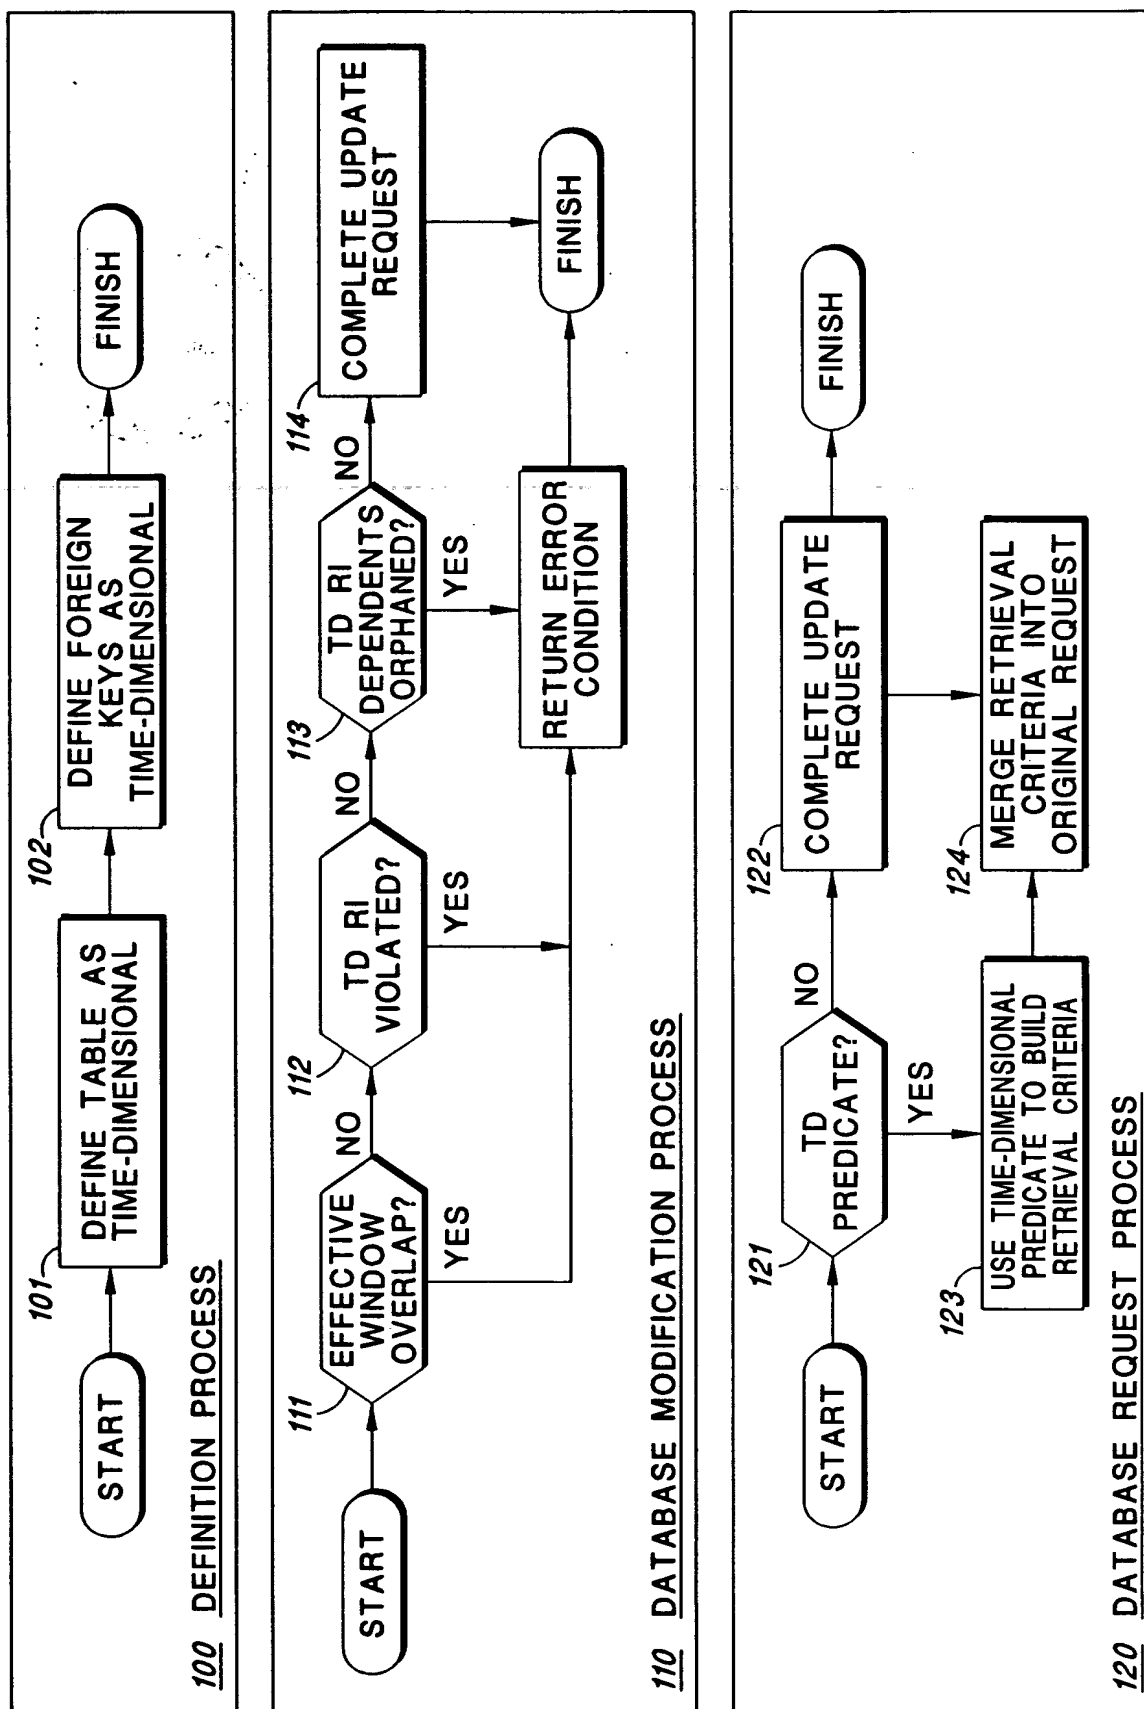 START
101
DEFINE TABLE AS
TIME-DIMENSIONAL
102
DEFINE FOREIGN
KEYS AS
TIME-DIMENSIONAL
FINISH
100 DEFINITION PROCESS
START
111
EFFECTIVE
WINDOW
OVERLAP?
NO
YES
112
TD RI
VIOLATED?
NO
YES
113
TD RI
DEPENDENTS
ORPHANED?
NO
YES
114
COMPLETE UPDATE
REQUEST
RETURN ERROR
CONDITION
FINISH
110 DATABASE MODIFICATION PROCESS
START
121
TD
PREDICATE?
NO
YES
122
COMPLETE UPDATE
REQUEST
FINISH
123
USE TIME-DIMENSIONAL
PREDICATE TO BUILD
RETRIEVAL CRITERIA
124
MERGE RETRIEVAL
CRITERIA INTO
ORIGINAL REQUEST
120 DATABASE REQUEST PROCESS